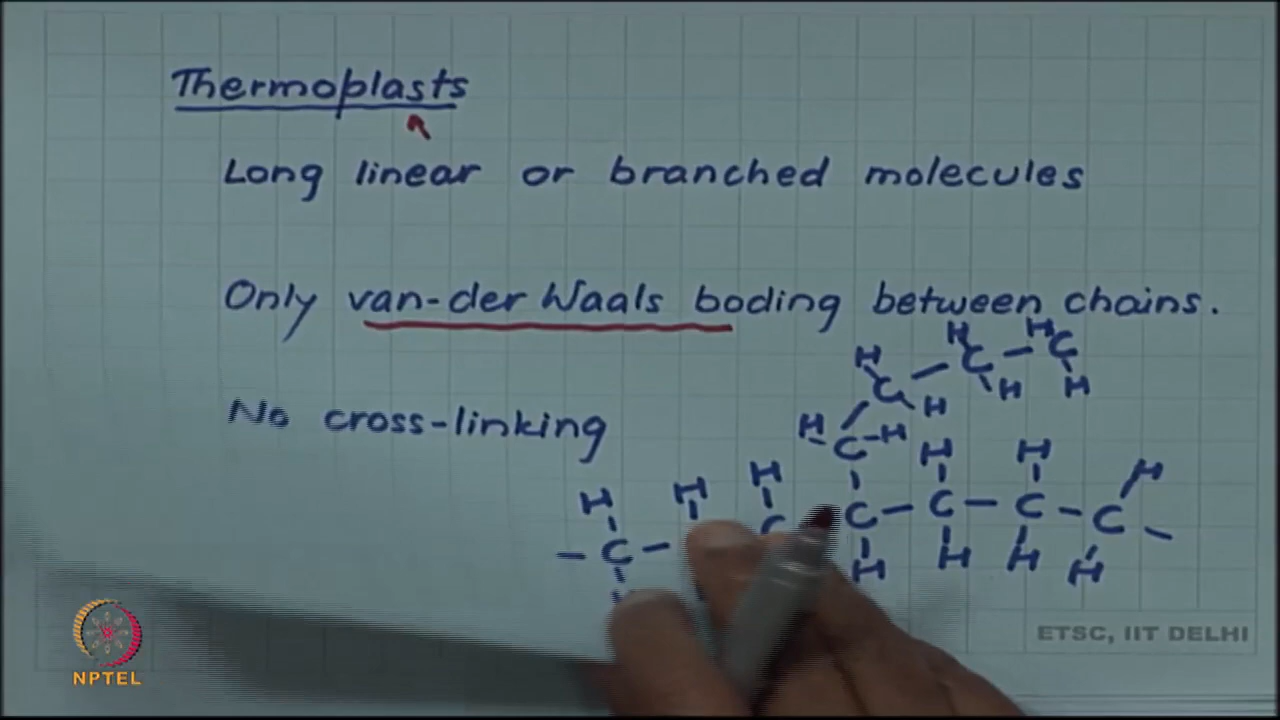 Thermoplasts
Long linear or branched molecules
Only van-der Waals boding between chains.
No cross-linking
H H H
H C C C
H H H
H C H
H H H H H H
C C C C C C
H H H H
ETSC, IIT DELHI
NPTEL